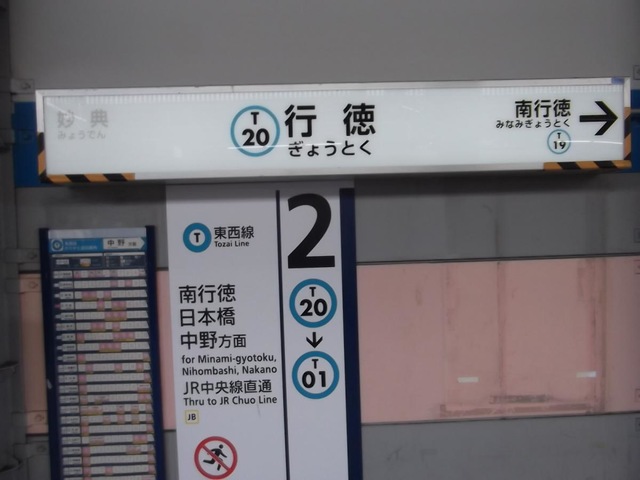 妙典
みょうでん
T
20
行徳
ぎょうとく
南行徳
みなみぎょうとく
T
19
T
東西線
Tozai Line
2
T
20
T
01
南行徳
日本橋
中野方面
for Minami-gyotoku,
Nihombashi, Nakano
JR中央線直通
Thru to JR Chuo Line
JB
中野